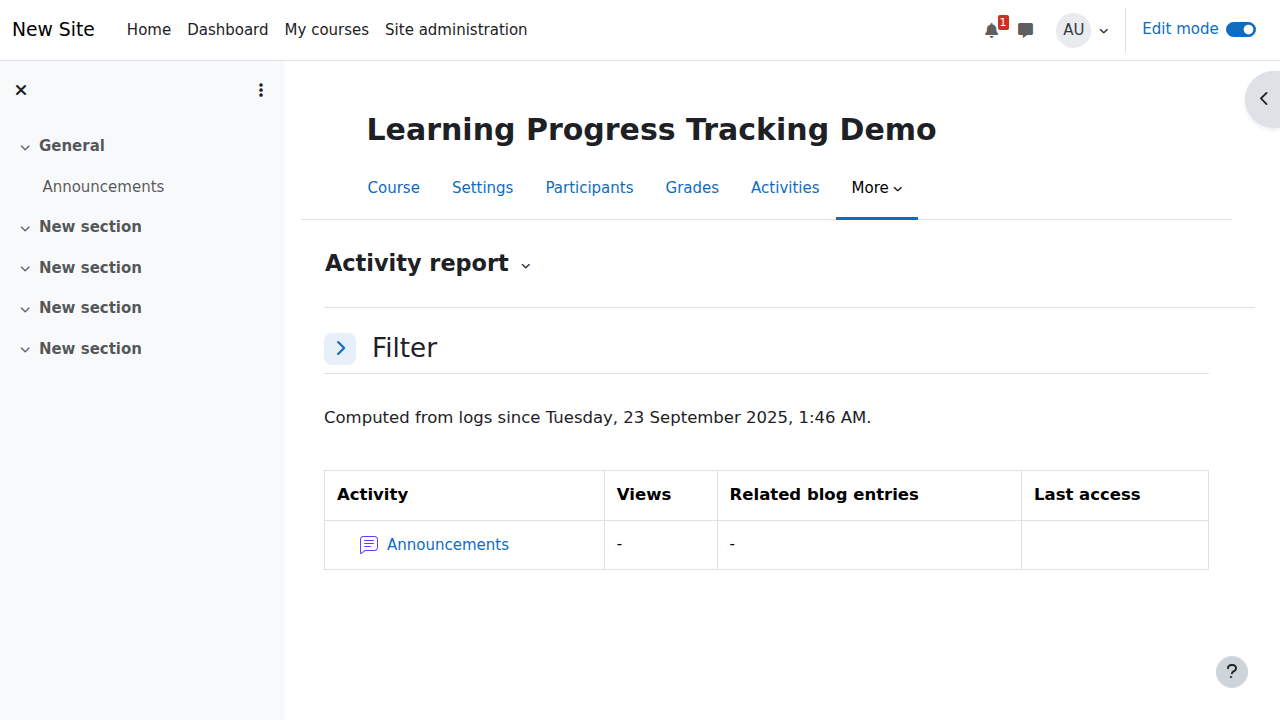 New Site
Home
Dashboard
My courses
Site administration
1
AU
Edit mode
General
Announcements
New section
New section
New section
New section
Learning Progress Tracking Demo
Course
Settings
Participants
Grades
Activities
More
Activity report
Filter
Computed from logs since Tuesday, 23 September 2025, 1:46 AM.
Activity
Views
Related blog entries
Last access
Announcements
-
-
?